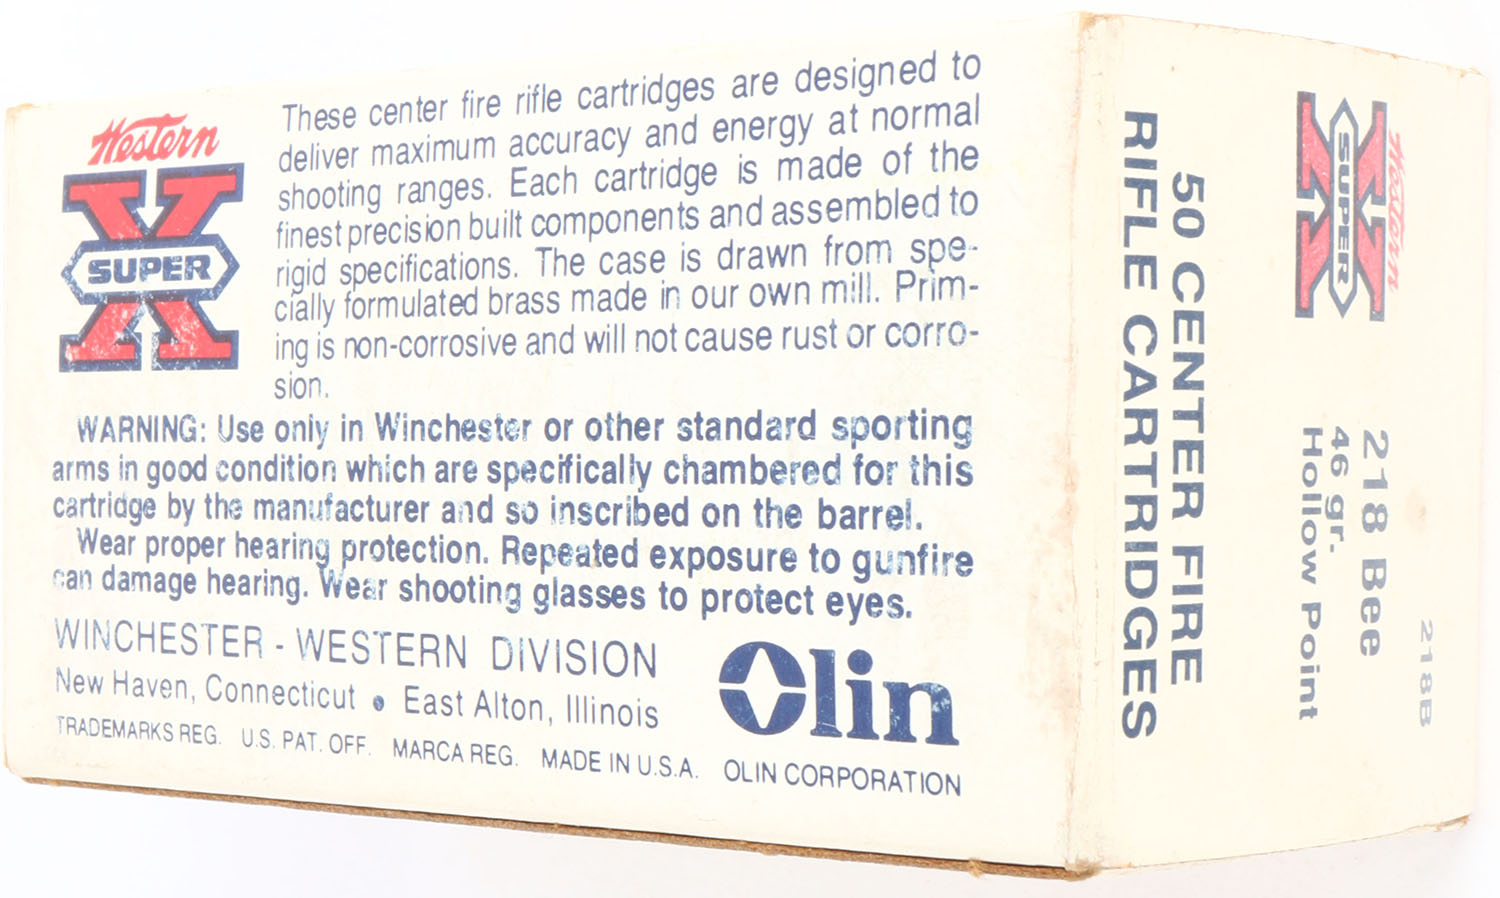 Western
SUPER
X
These center fire rifle cartridges are designed to
deliver maximum accuracy and energy at normal
shooting ranges. Each cartridge is made of the
finest precision built components and assembled to
rigid specifications. The case is drawn from spe-
cially formulated brass made in our own mill. Prim-
ing is non-corrosive and will not cause rust or corro-
sion.
WARNING: Use only in Winchester or other standard sporting
arms in good condition which are specifically chambered for this
cartridge by the manufacturer and so inscribed on the barrel.
Wear proper hearing protection. Repeated exposure to gunfire
can damage hearing. Wear shooting glasses to protect eyes.
WINCHESTER - WESTERN DIVISION
New Haven, Connecticut • East Alton, Illinois
Olin
TRADEMARKS REG. U.S. PAT. OFF. MARCA REG. MADE IN U.S.A. OLIN CORPORATION
Western
SUPER
X
218 Bee
46 gr.
Hollow Point
218B
50 CENTER FIRE
RIFLE CARTRIDGES